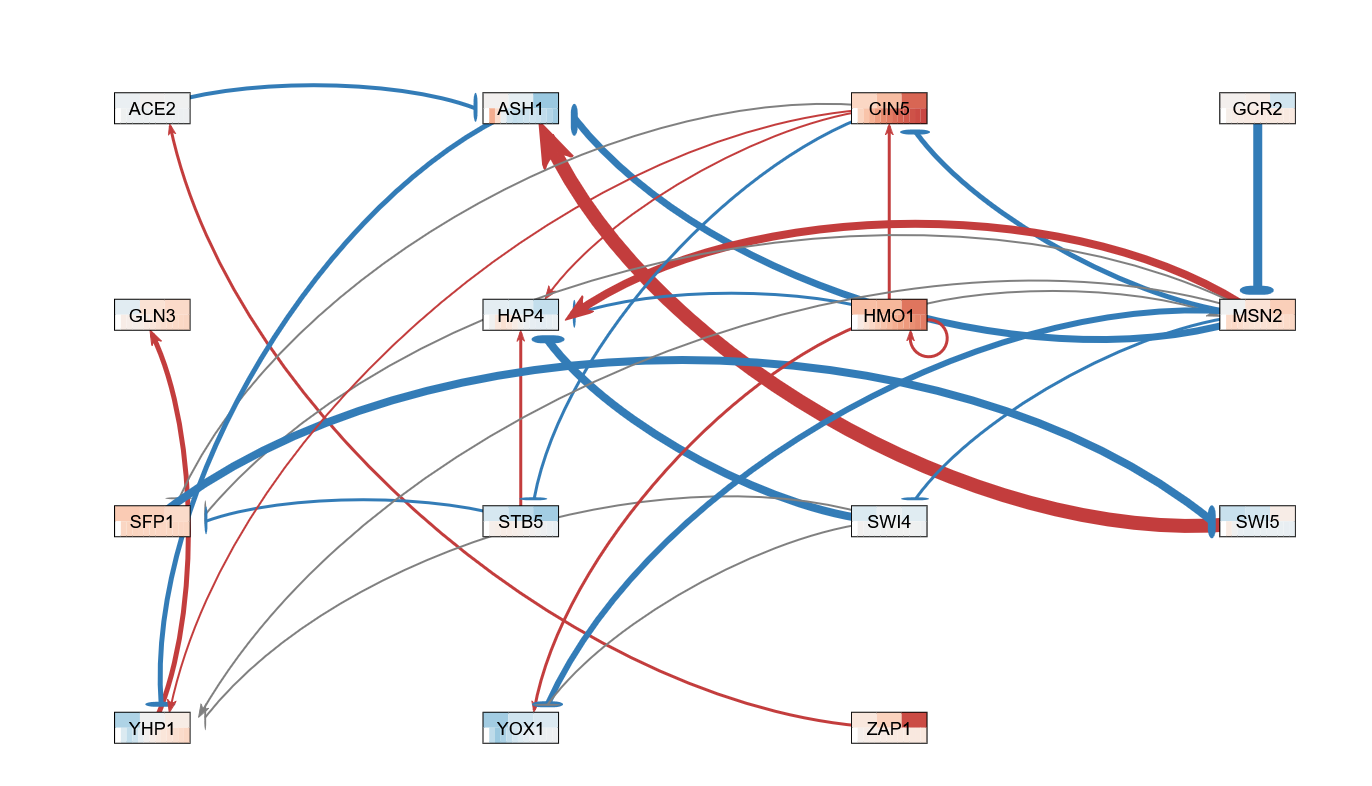 ACE2 ASH1 CIN5 GCR2
GLN3 HAP4 HMO1 MSN2
SFP1 STB5 SWI4 SWI5
YHP1 YOX1 ZAP1